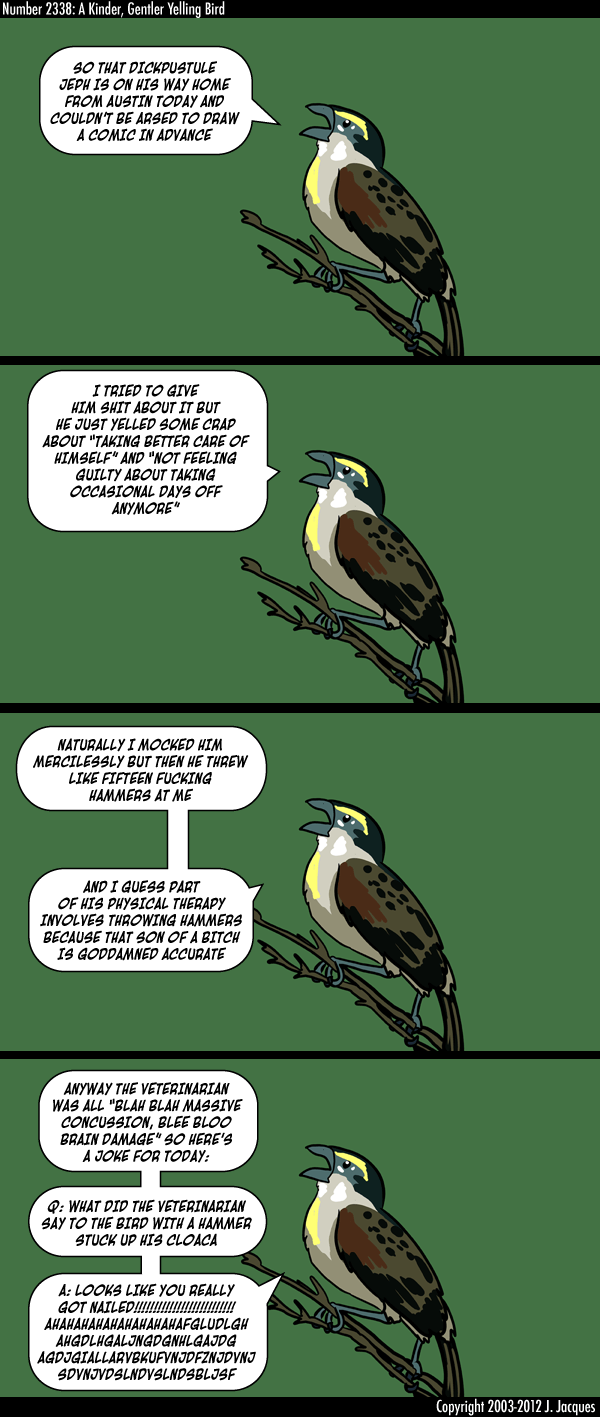 Number 2338: A Kinder, Gentler Yelling Bird
SO THAT DICKPUSTULE
JEPH IS ON HIS WAY HOME
FROM AUSTIN TODAY AND
COULDN'T BE ARSED TO DRAW
A COMIC IN ADVANCE
I TRIED TO GIVE
HIM SHIT ABOUT IT BUT
HE JUST YELLED SOME CRAP
ABOUT "TAKING BETTER CARE OF
HIMSELF" AND "NOT FEELING
GUILTY ABOUT TAKING
OCCASIONAL DAYS OFF
ANYMORE"
NATURALLY I MOCKED HIM
MERCILESSLY BUT THEN HE THREW
LIKE FIFTEEN FUCKING
HAMMERS AT ME
AND I GUESS PART
OF HIS PHYSICAL THERAPY
INVOLVES THROWING HAMMERS
BECAUSE THAT SON OF A BITCH
IS GODDAMNED ACCURATE
ANYWAY THE VETERINARIAN
WAS ALL "BLAH BLAH MASSIVE
CONCUSSION, BLEE BLOO
BRAIN DAMAGE" SO HERE'S
A JOKE FOR TODAY:
Q: WHAT DID THE VETERINARIAN
SAY TO THE BIRD WITH A HAMMER
STUCK UP HIS CLOACA
A: LOOKS LIKE YOU REALLY
GOT NAILED!!!!!!!!!!!!!!!!!!!!!!!!!!
AHAHAHAHAHAHAHAHAFGLUDLGH
AHGDLHGALJNGDGNHLGAJDG
AGDJGIALLARVBKUFVNJDFZNJDVNJ
SDVNJVDSLNDVSLNDSBLJSF
Copyright 2003-2012 J. Jacques